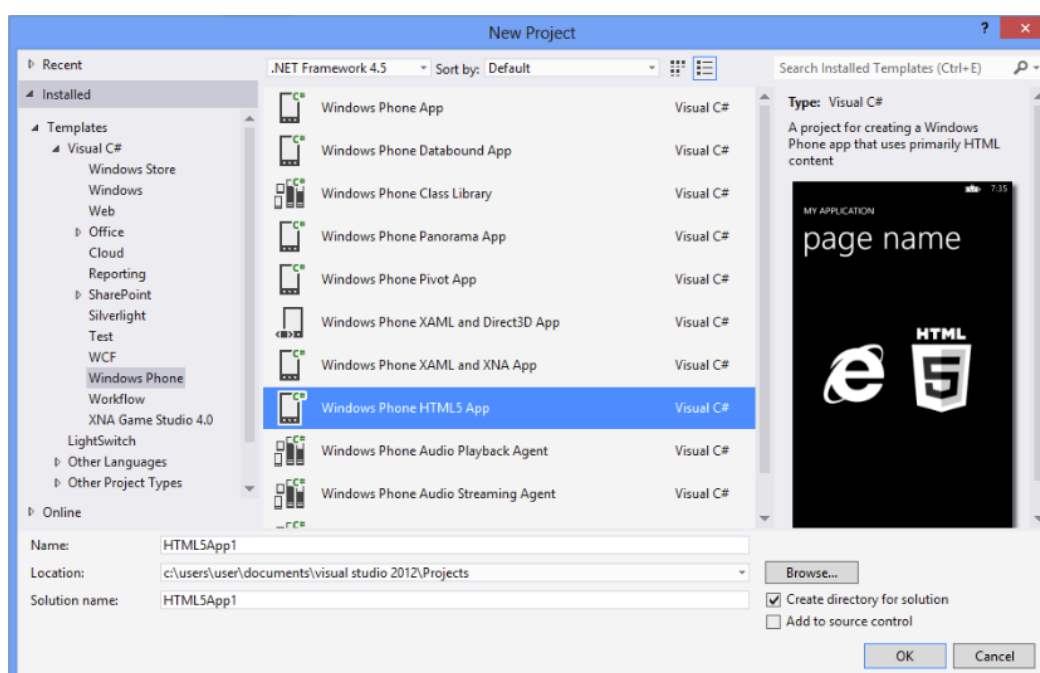 New Project
?
Recent
.NET Framework 4.5
Sort by: Default
Search Installed Templates (Ctrl+E)
Installed
Templates
Visual C#
Windows Store
Windows
Web
Office
Cloud
Reporting
SharePoint
Silverlight
Test
WCF
Windows Phone
Workflow
XNA Game Studio 4.0
LightSwitch
Other Languages
Other Project Types
Online
Windows Phone App Visual C#
Windows Phone Databound App Visual C#
Windows Phone Class Library Visual C#
Windows Phone Panorama App Visual C#
Windows Phone Pivot App Visual C#
Windows Phone XAML and Direct3D App Visual C#
Windows Phone XAML and XNA App Visual C#
Windows Phone HTML5 App Visual C#
Windows Phone Audio Playback Agent Visual C#
Windows Phone Audio Streaming Agent Visual C#
Type: Visual C#
A project for creating a Windows
Phone app that uses primarily HTML
content
7:35
MY APPLICATION
page name
HTML
5
Name: HTML5App1
Location: c:\users\user\documents\visual studio 2012\Projects
Browse...
Solution name: HTML5App1
Create directory for solution
Add to source control
OK Cancel